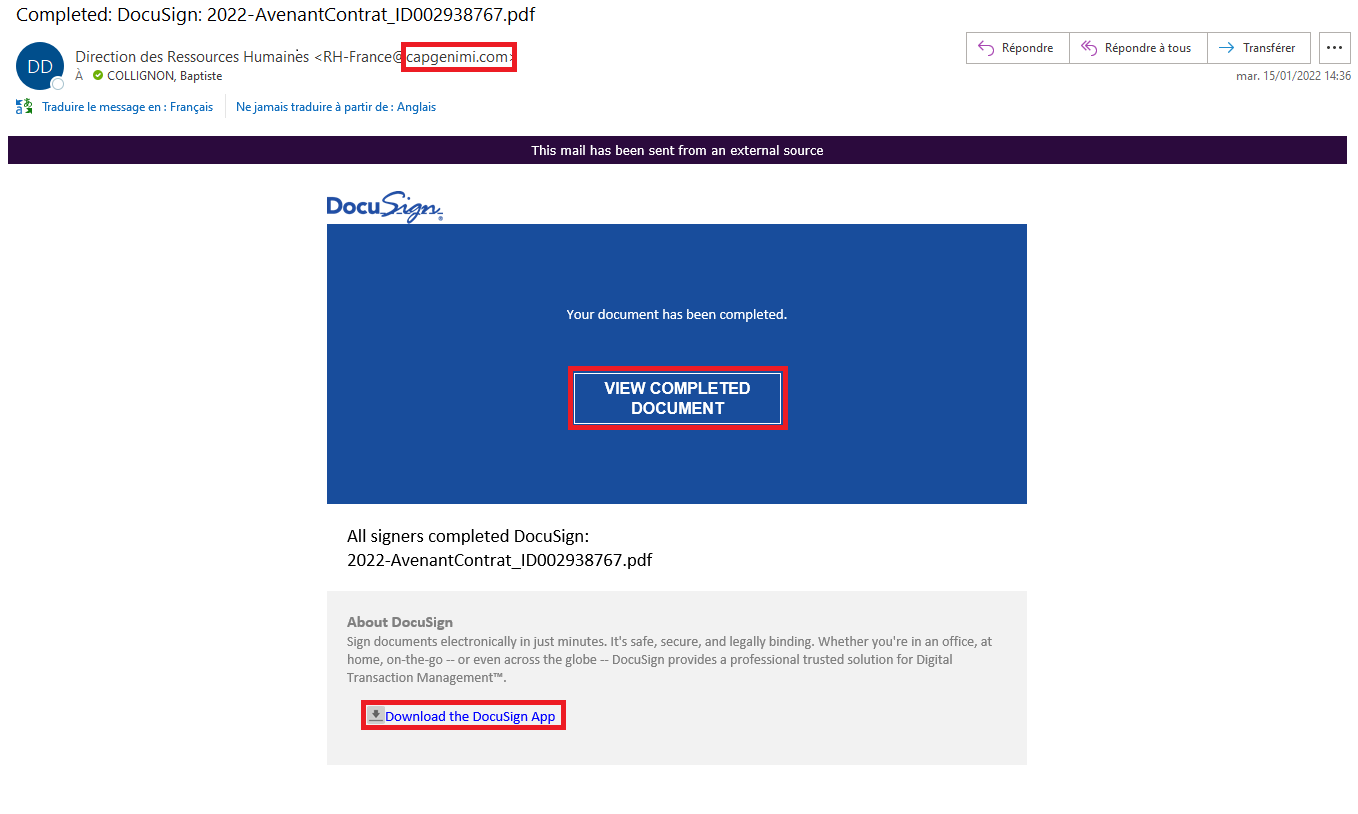 Completed: DocuSign: 2022-AvenantContrat_ID002938767.pdf
DD
Direction des Ressources Humaines <RH-France@capgenimi.com>
À COLLIGNON, Baptiste
Répondre
Répondre à tous
Transférer
mar. 15/01/2022 14:36
Traduire le message en : Français
Ne jamais traduire à partir de : Anglais
This mail has been sent from an external source
DocuSign®
Your document has been completed.
VIEW COMPLETED
DOCUMENT
All signers completed DocuSign:
2022-AvenantContrat_ID002938767.pdf
About DocuSign
Sign documents electronically in just minutes. It's safe, secure, and legally binding. Whether you're in an office, at
home, on-the-go -- or even across the globe -- DocuSign provides a professional trusted solution for Digital
Transaction Management™.
Download the DocuSign App